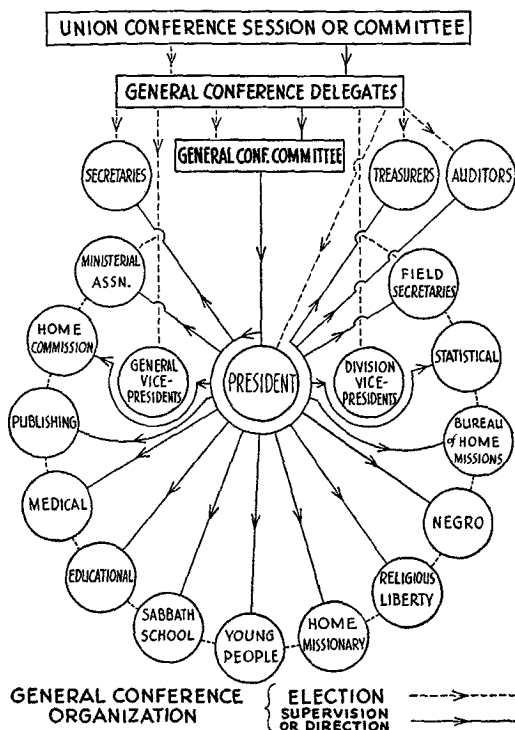 UNION CONFERENCE SESSION OR COMMITTEE
GENERAL CONFERENCE DELEGATES
GENERAL CONF. COMMITTEE
SECRETARIES
TREASURERS
AUDITORS
MINISTERIAL
ASSN.
FIELD
SECRETARIES
HOME
COMMISSION
GENERAL
VICE-
PRESIDENTS
PRESIDENT
DIVISION
VICE-
PRESIDENTS
STATISTICAL
PUBLISHING
BUREAU
of HOME
MISSIONS
MEDICAL
NEGRO
EDUCATIONAL
RELIGIOUS
LIBERTY
SABBATH
SCHOOL
YOUNG
PEOPLE
HOME
MISSIONARY
GENERAL CONFERENCE
ORGANIZATION
ELECTION
SUPERVISION
OR DIRECTION